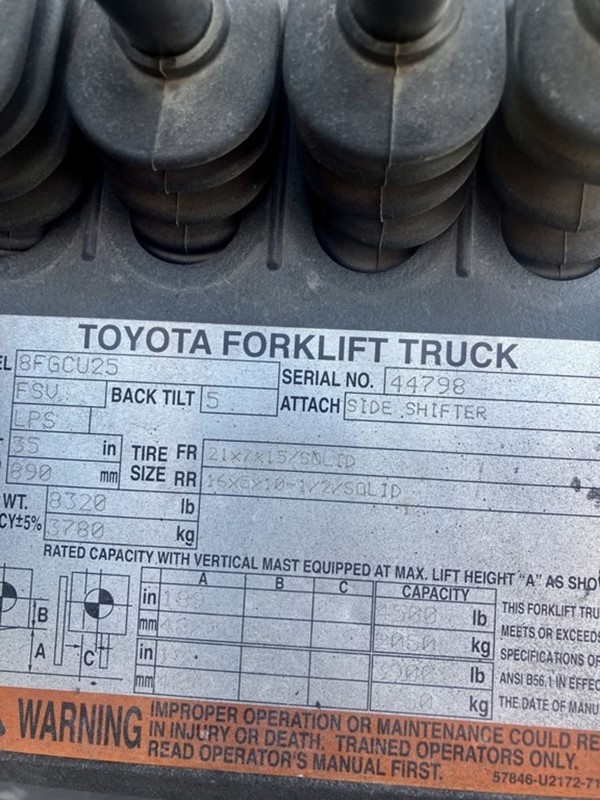 TOYOTA FORKLIFT TRUCK
EL 8FGCU25 SERIAL NO. 44798
FSV BACK TILT 5 ATTACH SIDE SHIFTER
LPS
35 in TIRE FR 21x7x15/SOLID
890 mm SIZE RR 16x6x10-1/2/SOLID
WT. 8320 lb
CY±5% 3780 kg
RATED CAPACITY WITH VERTICAL MAST EQUIPPED AT MAX. LIFT HEIGHT "A" AS SHO
A B C CAPACITY
in lb THIS FORKLIFT TRU
mm kg MEETS OR EXCEEDS
B in lb SPECIFICATIONS OF
A C mm kg ANSI B56.1 IN EFFEC
THE DATE OF MANU
WARNING IMPROPER OPERATION OR MAINTENANCE COULD RE
IN INJURY OR DEATH. TRAINED OPERATORS ONLY.
READ OPERATOR'S MANUAL FIRST.
57846-U2172-71